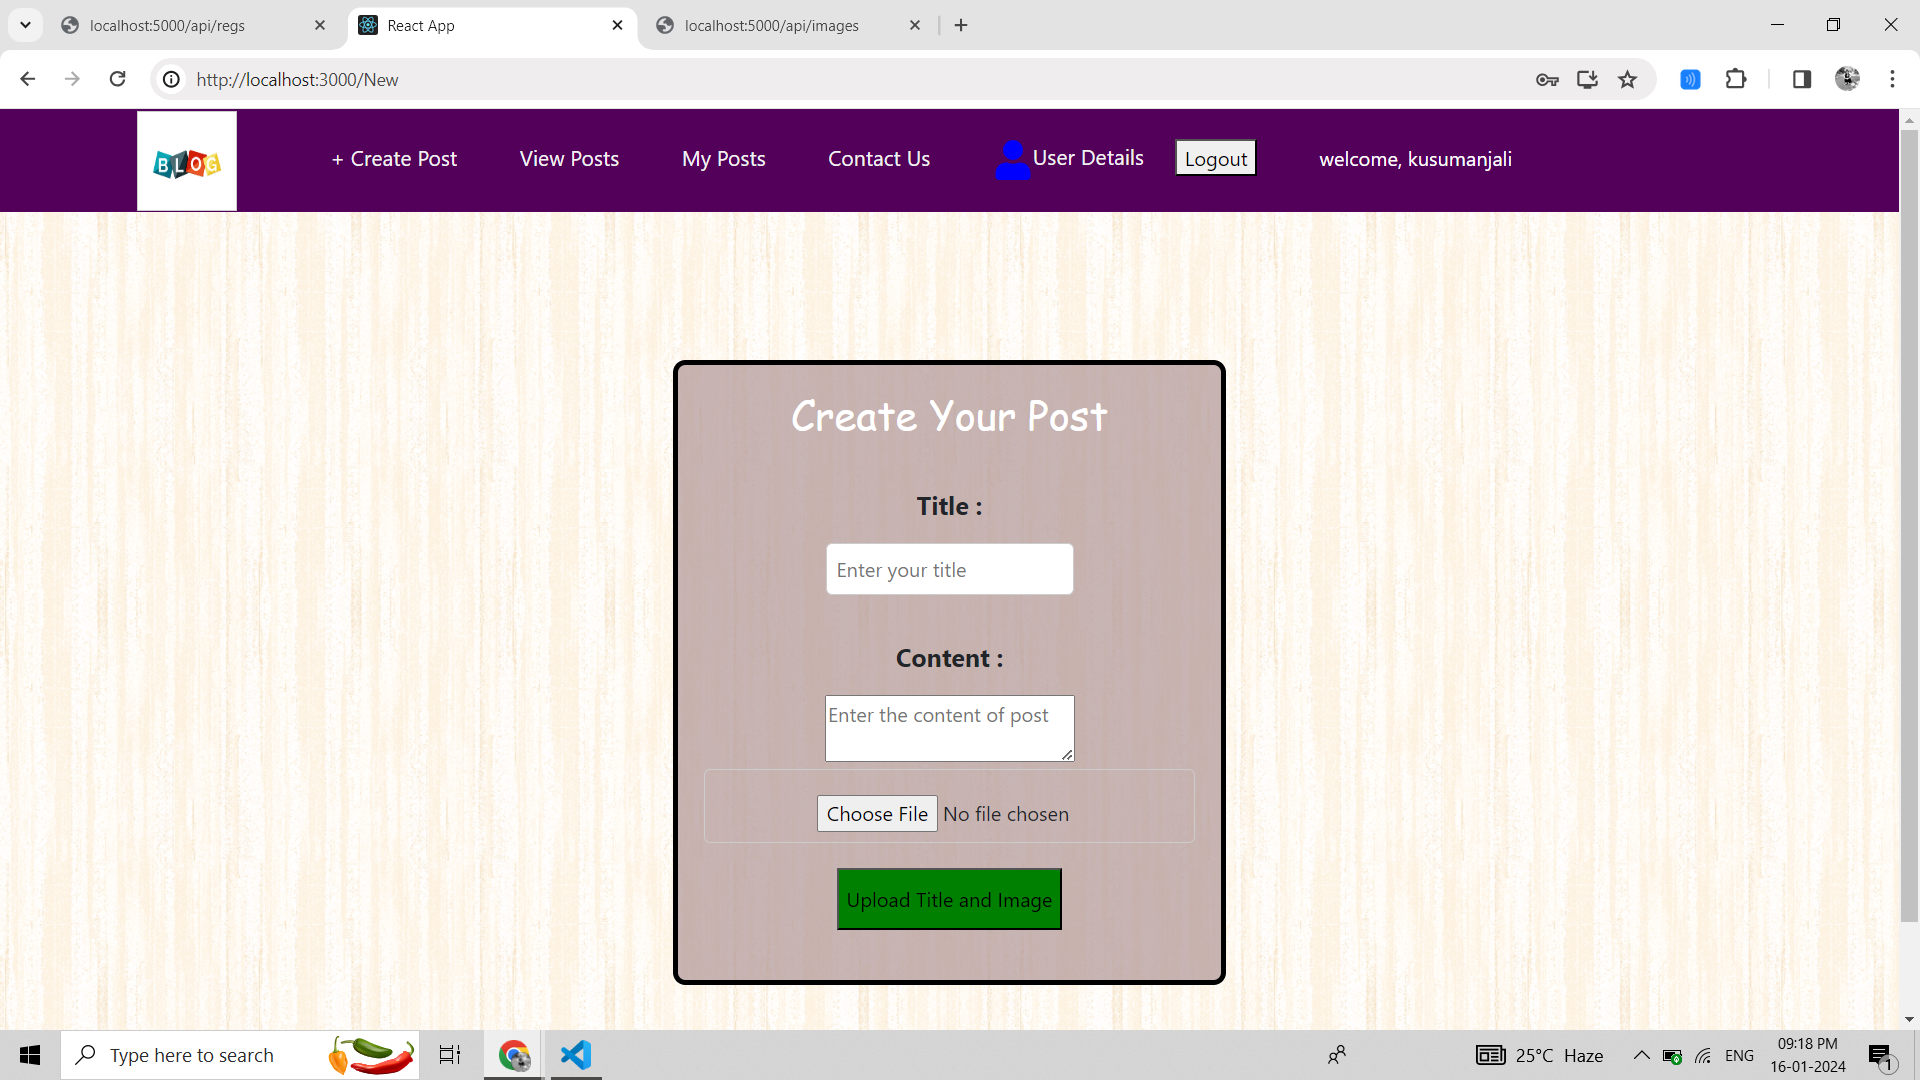 localhost:5000/api/regs
React App
localhost:5000/api/images
http://localhost:3000/New
BLOG
+ Create Post
View Posts
My Posts
Contact Us
User Details
Logout
welcome, kusumanjali
Create Your Post
Title :
Enter your title
Content :
Enter the content of post
Choose File No file chosen
Upload Title and Image
Type here to search
25°C Haze
ENG
09:18 PM
16-01-2024
1